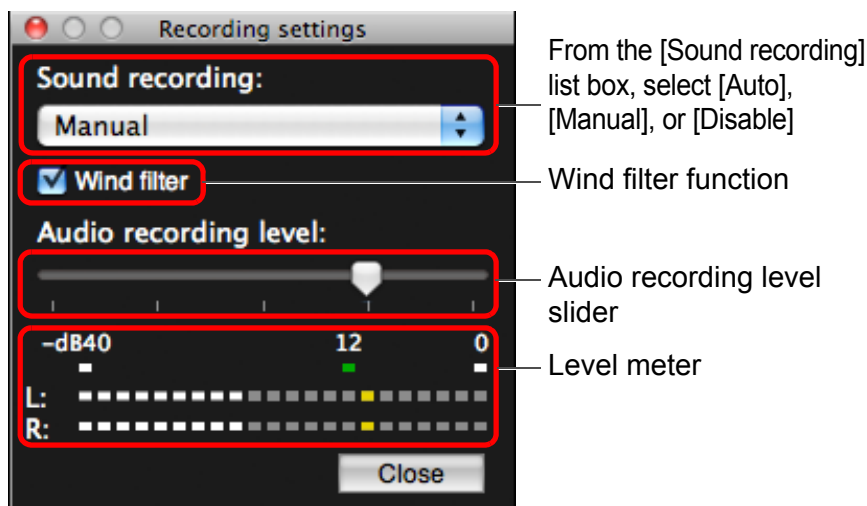 Recording settings
Sound recording:
Manual
Wind filter
Audio recording level:
-dB40 12 0
L:
R:
Close
From the [Sound recording]
list box, select [Auto],
[Manual], or [Disable]
Wind filter function
Audio recording level
slider
Level meter